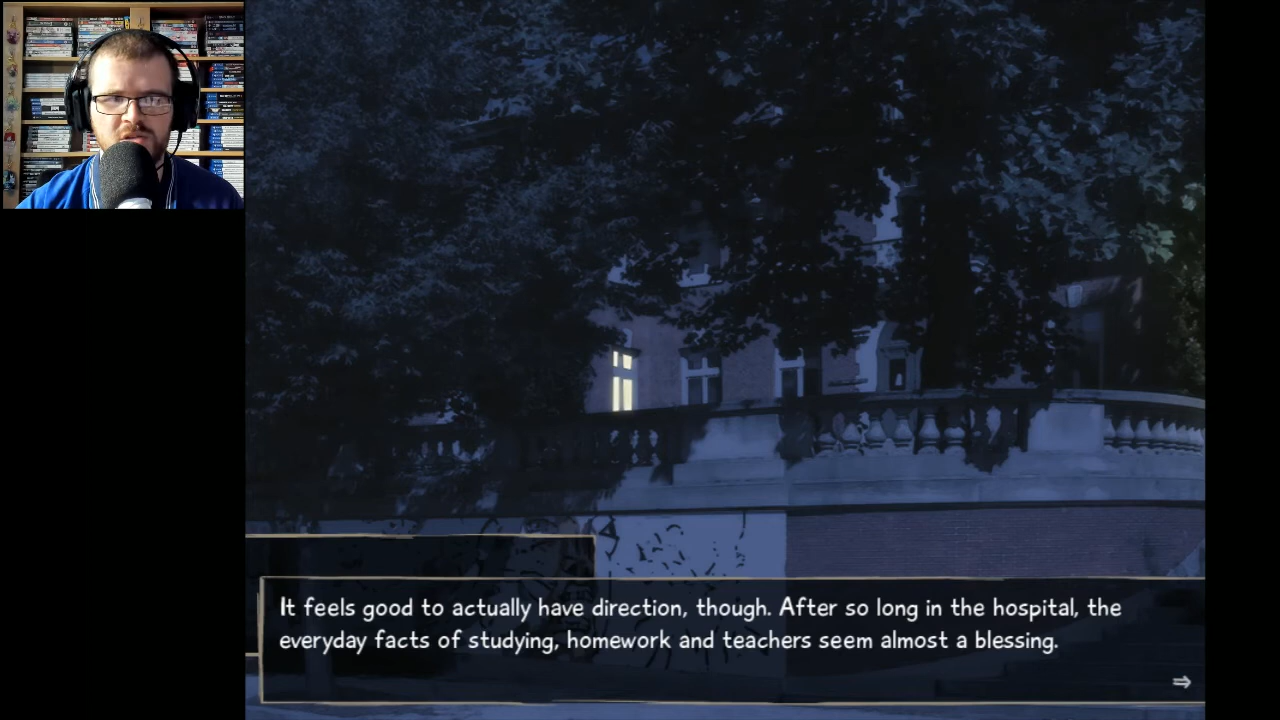 It feels good to actually have direction, though. After so long in the hospital, the
everyday facts of studying, homework and teachers seem almost a blessing.